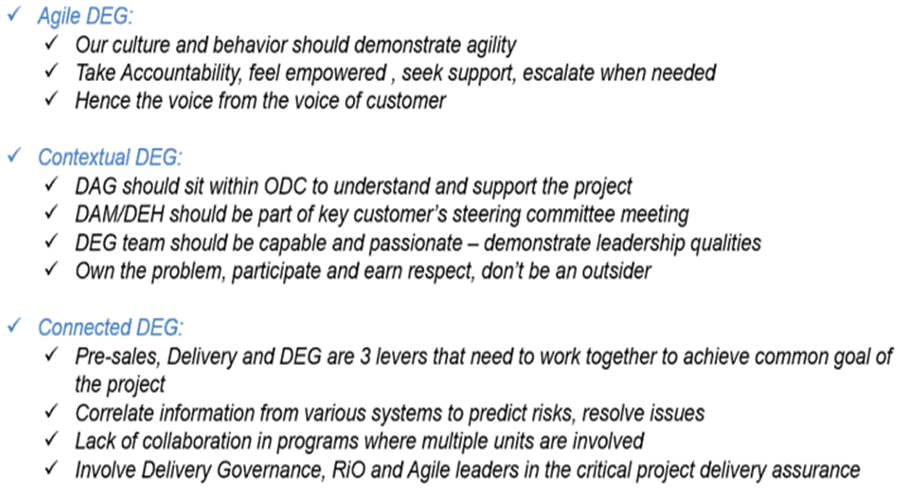 ✓ Agile DEG:
✓ Our culture and behavior should demonstrate agility
✓ Take Accountability, feel empowered , seek support, escalate when needed
✓ Hence the voice from the voice of customer
✓ Contextual DEG:
✓ DAG should sit within ODC to understand and support the project
✓ DAM/DEH should be part of key customer's steering committee meeting
✓ DEG team should be capable and passionate – demonstrate leadership qualities
✓ Own the problem, participate and earn respect, don't be an outsider
✓ Connected DEG:
✓ Pre-sales, Delivery and DEG are 3 levers that need to work together to achieve common goal of
the project
✓ Correlate information from various systems to predict risks, resolve issues
✓ Lack of collaboration in programs where multiple units are involved
✓ Involve Delivery Governance, RiO and Agile leaders in the critical project delivery assurance